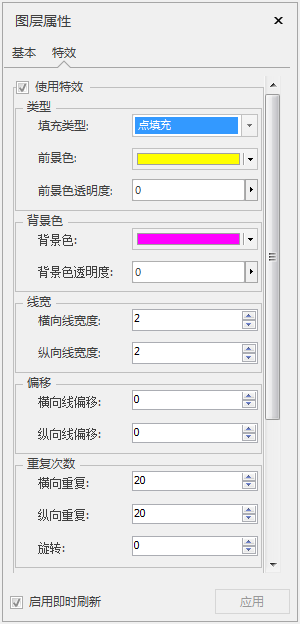 图层属性
基本 特效
使用特效
类型
填充类型: 点填充
前景色:
前景色透明度: 0
背景色
背景色:
背景色透明度: 0
线宽
横向线宽度: 2
纵向线宽度: 2
偏移
横向线偏移: 0
纵向线偏移: 0
重复次数
横向重复: 20
纵向重复: 20
旋转: 0
启用即时刷新 应用